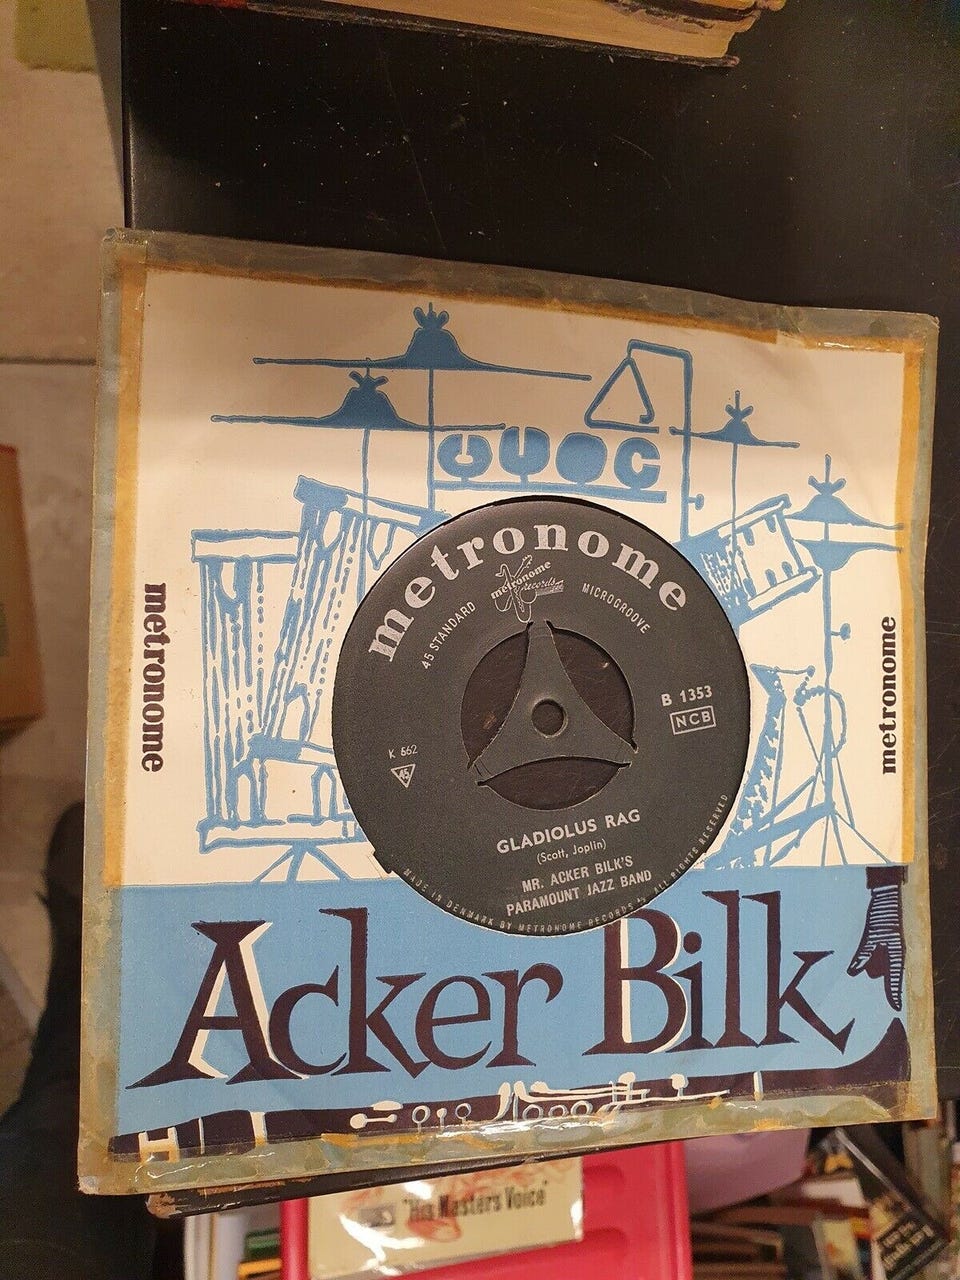 metronome
metronome
records
45 STANDARD
MICROGROOVE
B 1353
NCB
K 662
45
GLADIOLUS RAG
(Scott, Joplin)
MR. ACKER BILK'S
PARAMOUNT JAZZ BAND
MADE IN DENMARK BY METRONOME RECORDS ALL RIGHTS RESERVED
metronome
metronome
Acker Bilk
"His Masters Voice"